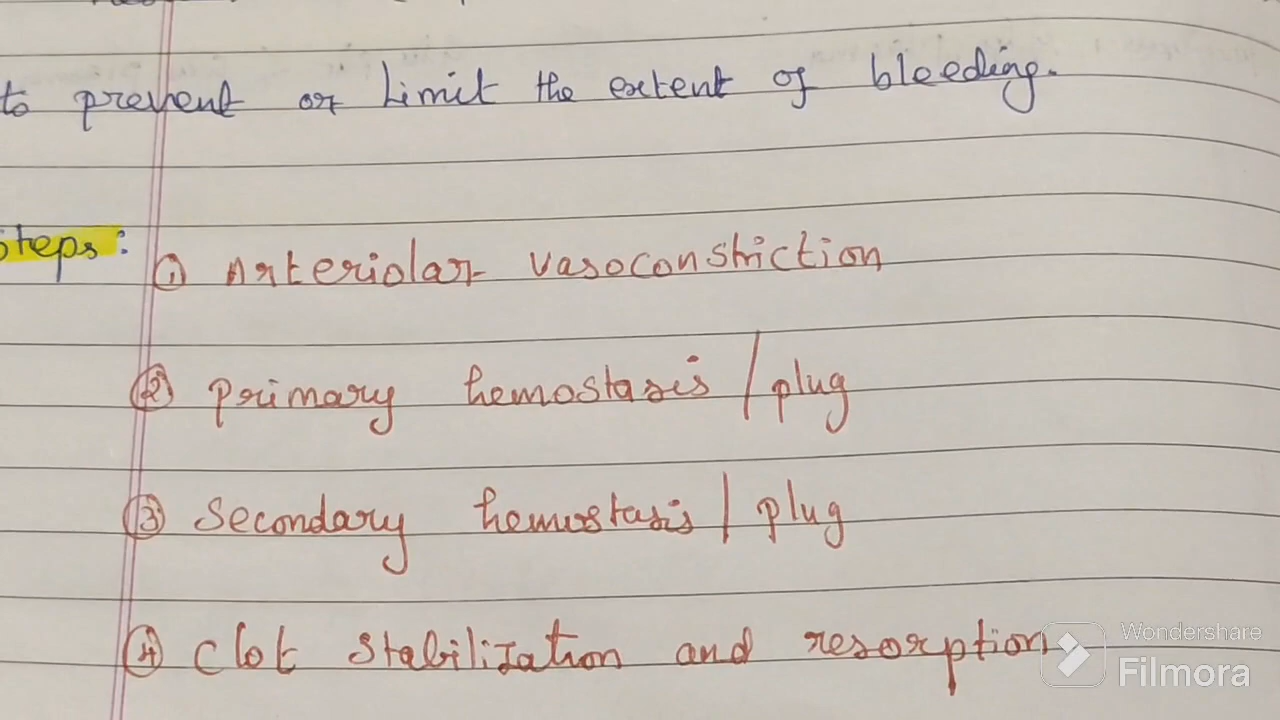 to prevent or Limit the extent of bleeding.
Steps:
① Arteriolar vasoconstriction
② primary hemostasis / plug
③ secondary hemostasis / plug
④ clot stabilization and resorption
Wondershare
Filmora